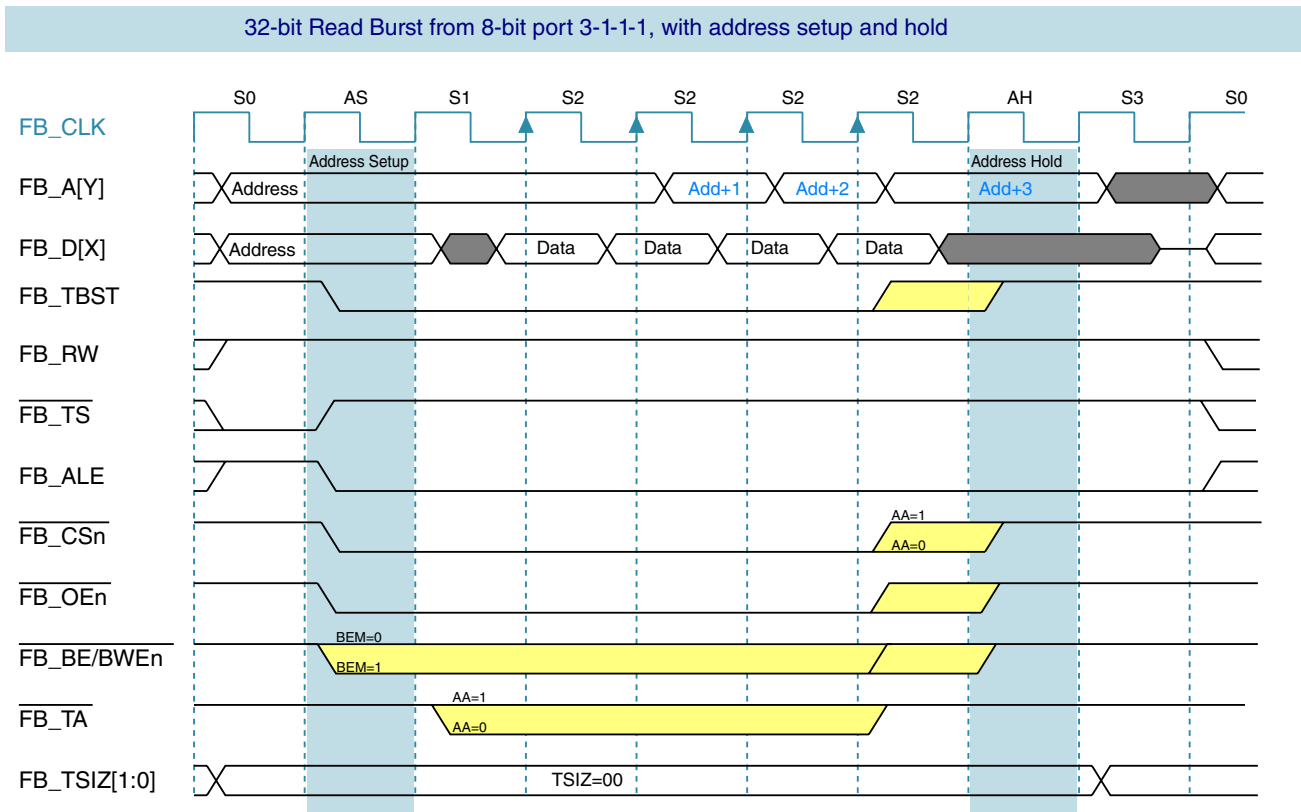 32-bit Read Burst from 8-bit port 3-1-1-1, with address setup and hold
S0 AS S1 S2 S2 S2 S2 AH S3 S0
FB_CLK
Address Setup Address Hold
FB_A[Y] Address Add+1 Add+2 Add+3
FB_D[X] Address Data Data Data Data
FB_TBST
FB_RW
FB_TS
FB_ALE
AA=1
FB_CSn
AA=0
FB_OEn
BEM=0
FB_BE/BWEn
BEM=1
AA=1
FB_TA
AA=0
FB_TSIZ[1:0] TSIZ=00